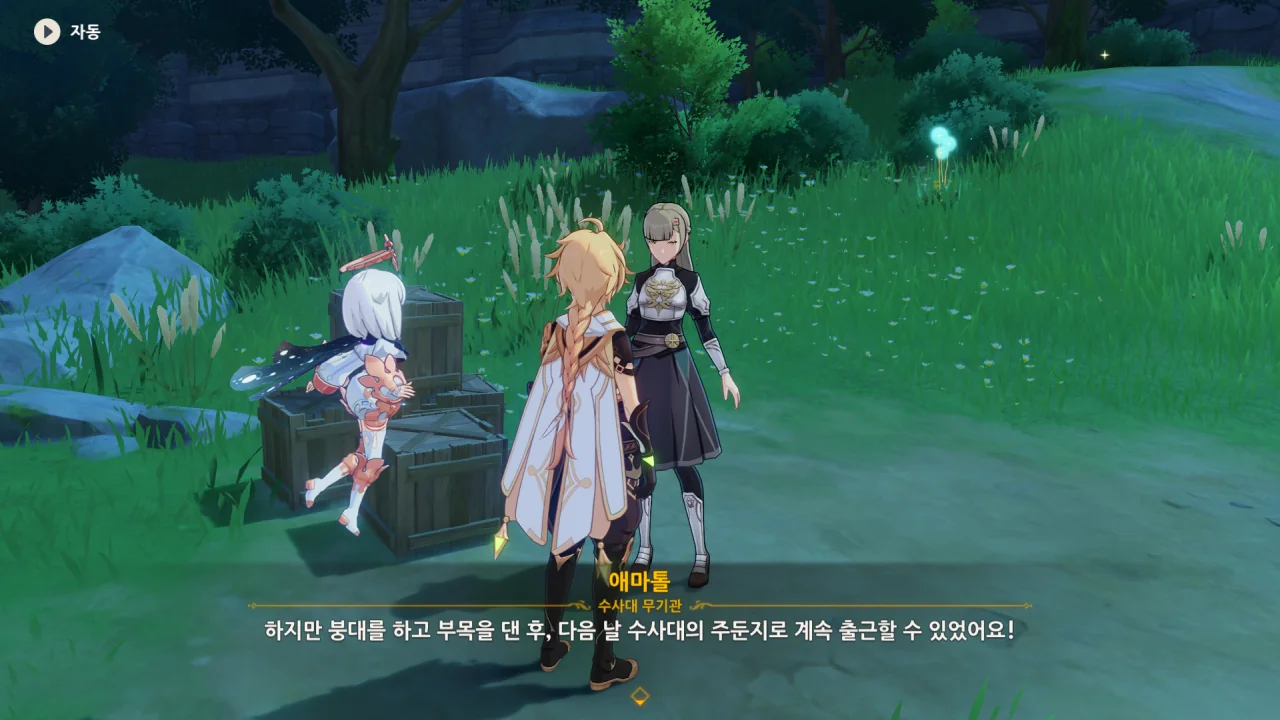 자동
애마톨
수사대 무기관
하지만 붕대를 하고 부목을 댄 후, 다음 날 수사대의 주둔지로 계속 출근할 수 있었어요!